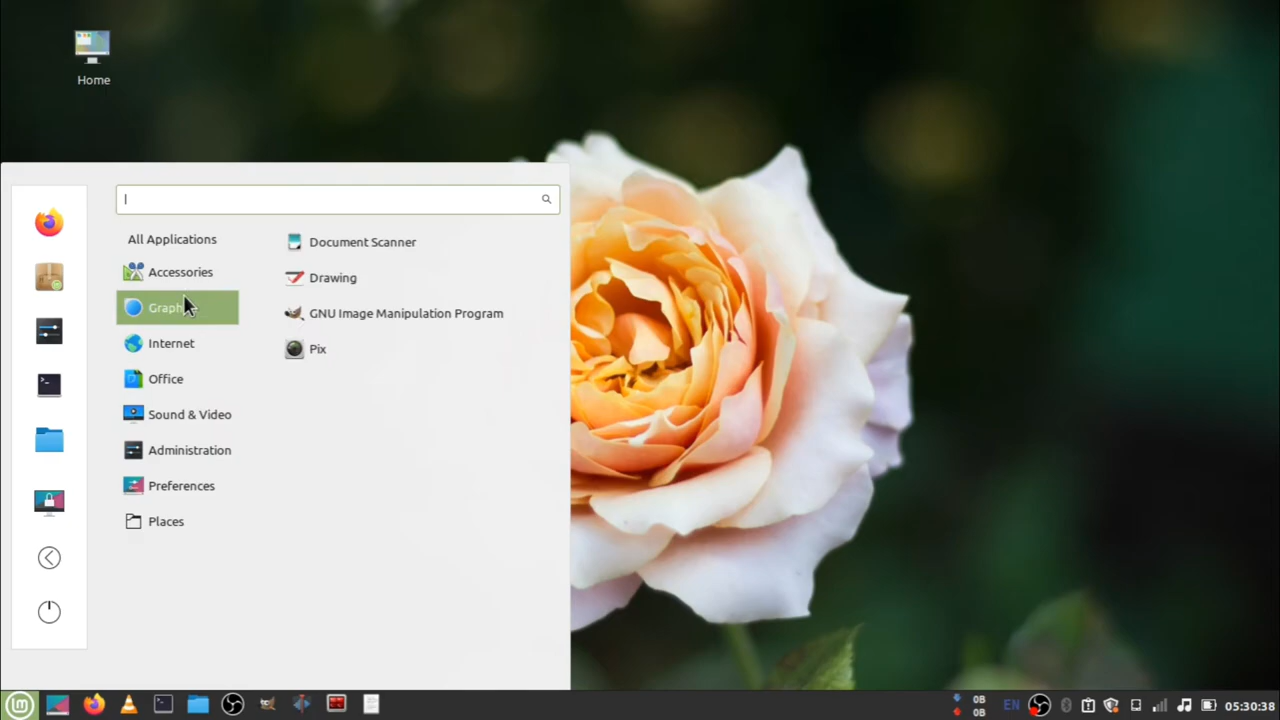 Home
All Applications
Accessories
Graph
Internet
Office
Sound & Video
Administration
Preferences
Places
Document Scanner
Drawing
GNU Image Manipulation Program
Pix
0B
0B
EN
05:30:38